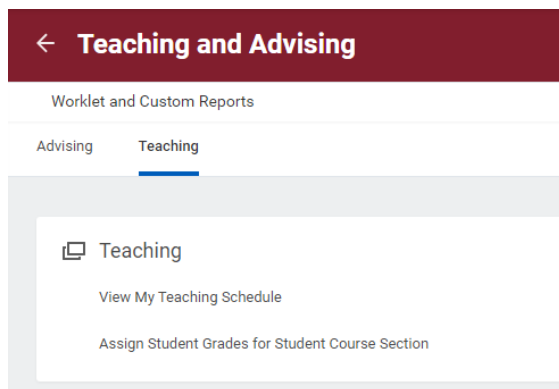 Teaching and Advising
Worklet and Custom Reports
Advising Teaching
Teaching
View My Teaching Schedule
Assign Student Grades for Student Course Section